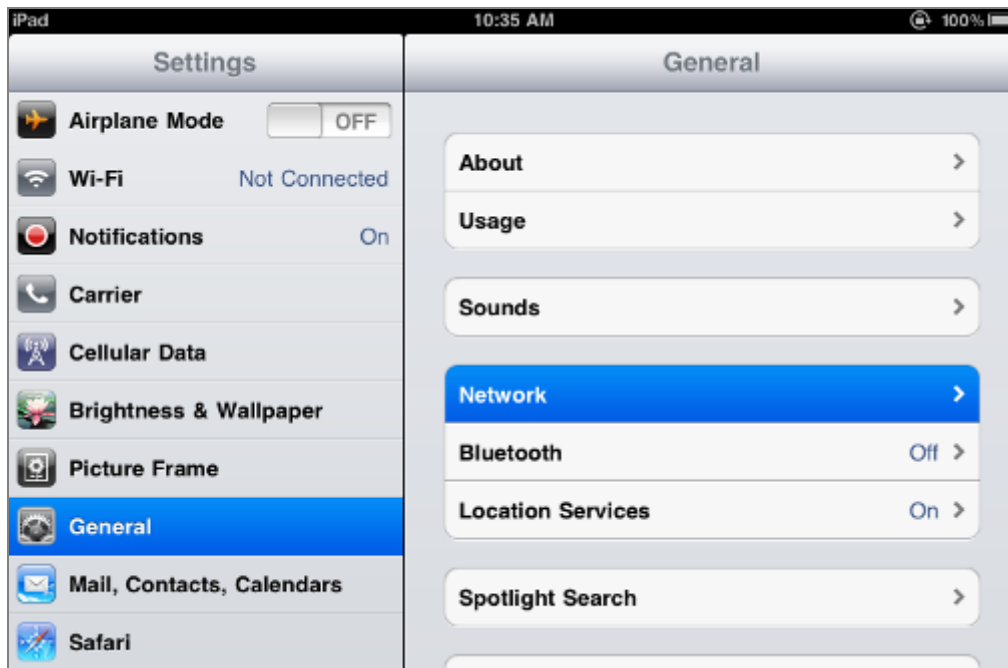 iPad
10:35 AM
100%
Settings
General
Airplane Mode OFF
Wi-Fi Not Connected
Notifications On
Carrier
Cellular Data
Brightness & Wallpaper
Picture Frame
General
Mail, Contacts, Calendars
Safari
About
Usage
Sounds
Network
Bluetooth Off
Location Services On
Spotlight Search